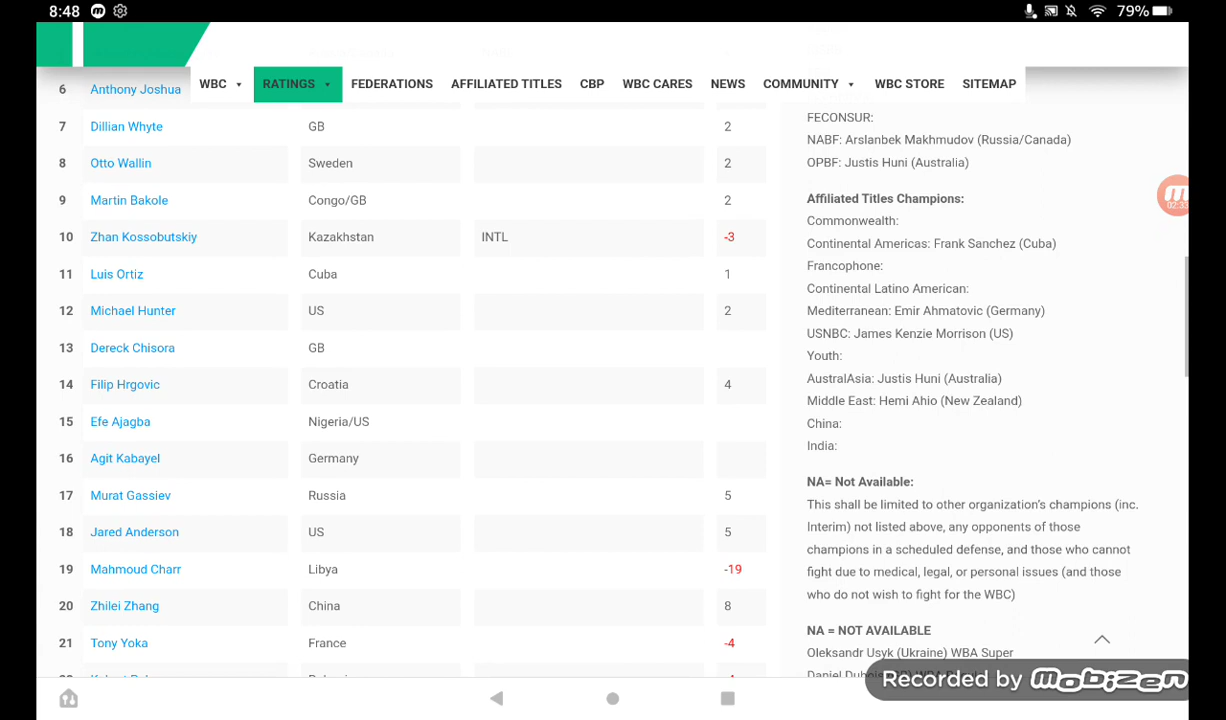 8:48
79%
WBC
RATINGS
FEDERATIONS
AFFILIATED TITLES
CBP
WBC CARES
NEWS
COMMUNITY
WBC STORE
SITEMAP
6 Anthony Joshua
7 Dillian Whyte GB 2
8 Otto Wallin Sweden 2
9 Martin Bakole Congo/GB 2
10 Zhan Kossobutskiy Kazakhstan INTL -3
11 Luis Ortiz Cuba 1
12 Michael Hunter US 2
13 Dereck Chisora GB
14 Filip Hrgovic Croatia 4
15 Efe Ajagba Nigeria/US
16 Agit Kabayel Germany
17 Murat Gassiev Russia 5
18 Jared Anderson US 5
19 Mahmoud Charr Libya -19
20 Zhilei Zhang China 8
21 Tony Yoka France -4
FECONSUR:
NABF: Arslanbek Makhmudov (Russia/Canada)
OPBF: Justis Huni (Australia)
Affiliated Titles Champions:
Commonwealth:
Continental Americas: Frank Sanchez (Cuba)
Francophone:
Continental Latino American:
Mediterranean: Emir Ahmatovic (Germany)
USNBC: James Kenzie Morrison (US)
Youth:
AustralAsia: Justis Huni (Australia)
Middle East: Hemi Ahio (New Zealand)
China:
India:
NA= Not Available:
This shall be limited to other organization's champions (inc.
Interim) not listed above, any opponents of those
champions in a scheduled defense, and those who cannot
fight due to medical, legal, or personal issues (and those
who do not wish to fight for the WBC)
NA = NOT AVAILABLE
Oleksandr Usyk (Ukraine) WBA Super
Recorded by mobizen